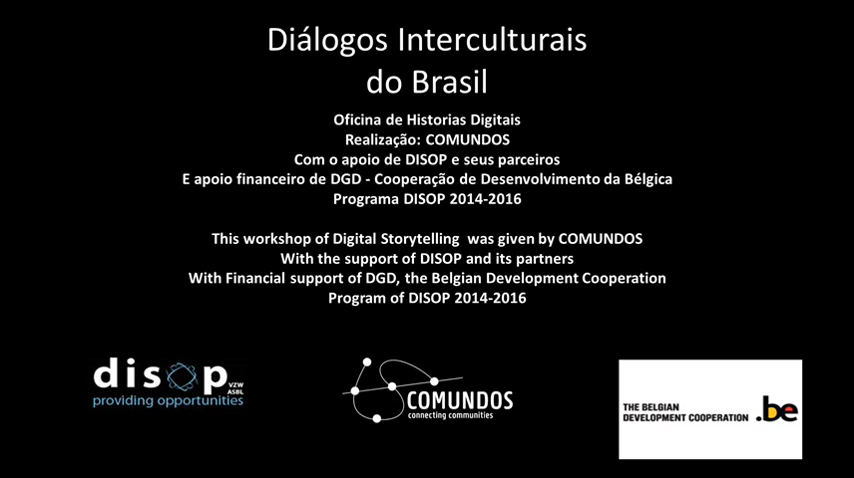 Diálogos Interculturais
do Brasil
Oficina de Historias Digitais
Realização: COMUNDOS
Com o apoio de DISOP e seus parceiros
E apoio financeiro de DGD - Cooperação de Desenvolvimento da Bélgica
Programa DISOP 2014-2016
This workshop of Digital Storytelling was given by COMUNDOS
With the support of DISOP and its partners
With Financial support of DGD, the Belgian Development Cooperation
Program of DISOP 2014-2016
disop VZW
ASBL
providing opportunities
COMUNDOS
connecting communities
THE BELGIAN
DEVELOPMENT COOPERATION .be